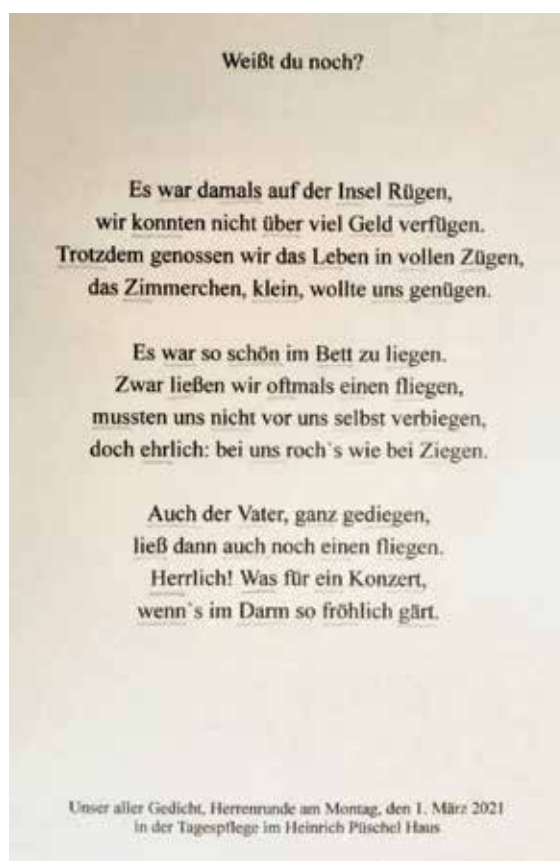 Weißt du noch?
Es war damals auf der Insel Rügen,
wir konnten nicht über viel Geld verfügen.
Trotzdem genossen wir das Leben in vollen Zügen,
das Zimmerchen, klein, wollte uns genügen.
Es war so schön im Bett zu liegen.
Zwar ließen wir oftmals einen fliegen,
mussten uns nicht vor uns selbst verbiegen,
doch ehrlich: bei uns roch`s wie bei Ziegen.
Auch der Vater, ganz gediegen,
ließ dann auch noch einen fliegen.
Herrlich! Was für ein Konzert,
wenn`s im Darm so fröhlich gärt.
Unser aller Gedicht, Herrenrunde am Montag, den 1. März 2021
in der Tagespflege im Heinrich Püschel Haus